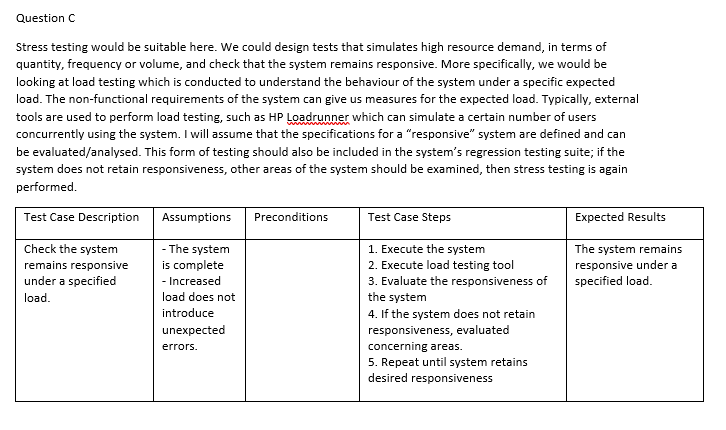 Question C
Stress testing would be suitable here. We could design tests that simulates high resource demand, in terms of
quantity, frequency or volume, and check that the system remains responsive. More specifically, we would be
looking at load testing which is conducted to understand the behaviour of the system under a specific expected
load. The non-functional requirements of the system can give us measures for the expected load. Typically, external
tools are used to perform load testing, such as HP Loadrunner which can simulate a certain number of users
concurrently using the system. I will assume that the specifications for a “responsive” system are defined and can
be evaluated/analysed. This form of testing should also be included in the system’s regression testing suite; if the
system does not retain responsiveness, other areas of the system should be examined, then stress testing is again
performed.
Test Case Description
Assumptions
Preconditions
Test Case Steps
Expected Results
Check the system
remains responsive
under a specified
load.
- The system
is complete
- Increased
load does not
introduce
unexpected
errors.
1. Execute the system
2. Execute load testing tool
3. Evaluate the responsiveness of
the system
4. If the system does not retain
responsiveness, evaluated
concerning areas.
5. Repeat until system retains
desired responsiveness
The system remains
responsive under a
specified load.